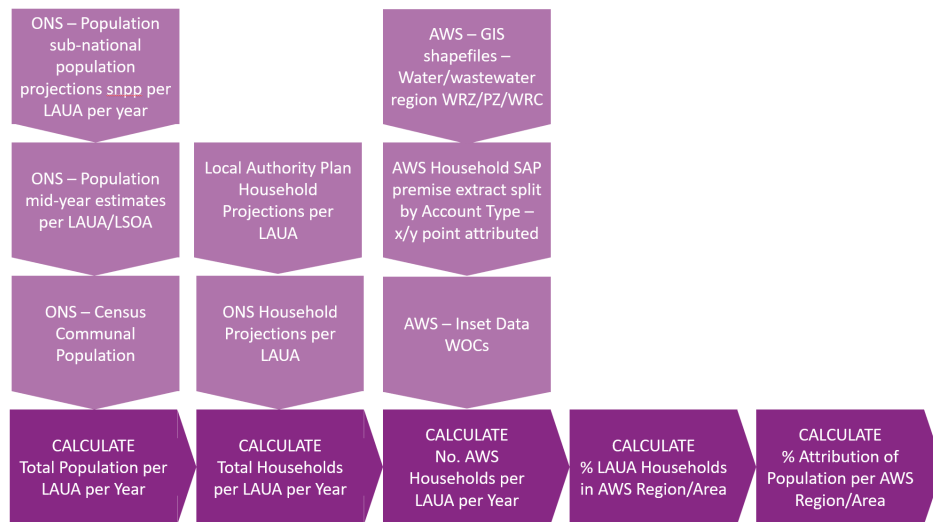 ONS – Population
sub-national
population
projections snpp per
LAUA per year
AWS – GIS
shapefiles –
Water/wastewater
region WRZ/PZ/WRC
ONS – Population
mid-year estimates
per LAUA/LSOA
Local Authority Plan
Household
Projections per
LAUA
AWS Household SAP
premise extract split
by Account Type –
x/y point attributed
ONS – Census
Communal
Population
ONS Household
Projections per
LAUA
AWS – Inset Data
WOCs
CALCULATE
Total Population per
LAUA per Year
CALCULATE
Total Households
per LAUA per Year
CALCULATE
No. AWS
Households per
LAUA per Year
CALCULATE
% LAUA Households
in AWS Region/Area
CALCULATE
% Attribution of
Population per AWS
Region/Area